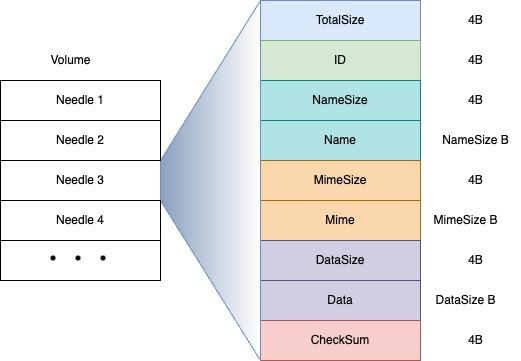 Volume
Needle 1
Needle 2
Needle 3
Needle 4
• • •
TotalSize 4B
ID 4B
NameSize 4B
Name NameSize B
MimeSize 4B
Mime MimeSize B
DataSize 4B
Data DataSize B
CheckSum 4B